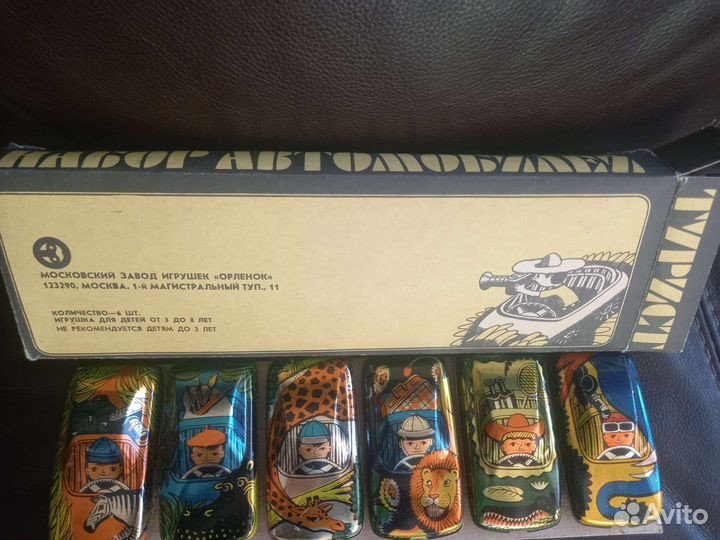 НАБОР АВТОМОБИЛЕЙ
ТУРИСТ
МОСКОВСКИЙ ЗАВОД ИГРУШЕК «ОРЛЕНОК»
123290, МОСКВА, 1-Й МАГИСТРАЛЬНЫЙ ТУП., 11
КОЛИЧЕСТВО—6 ШТ.
ИГРУШКА ДЛЯ ДЕТЕЙ ОТ 3 ДО 8 ЛЕТ
НЕ РЕКОМЕНДУЕТСЯ ДЕТЯМ ДО 3 ЛЕТ
Avito